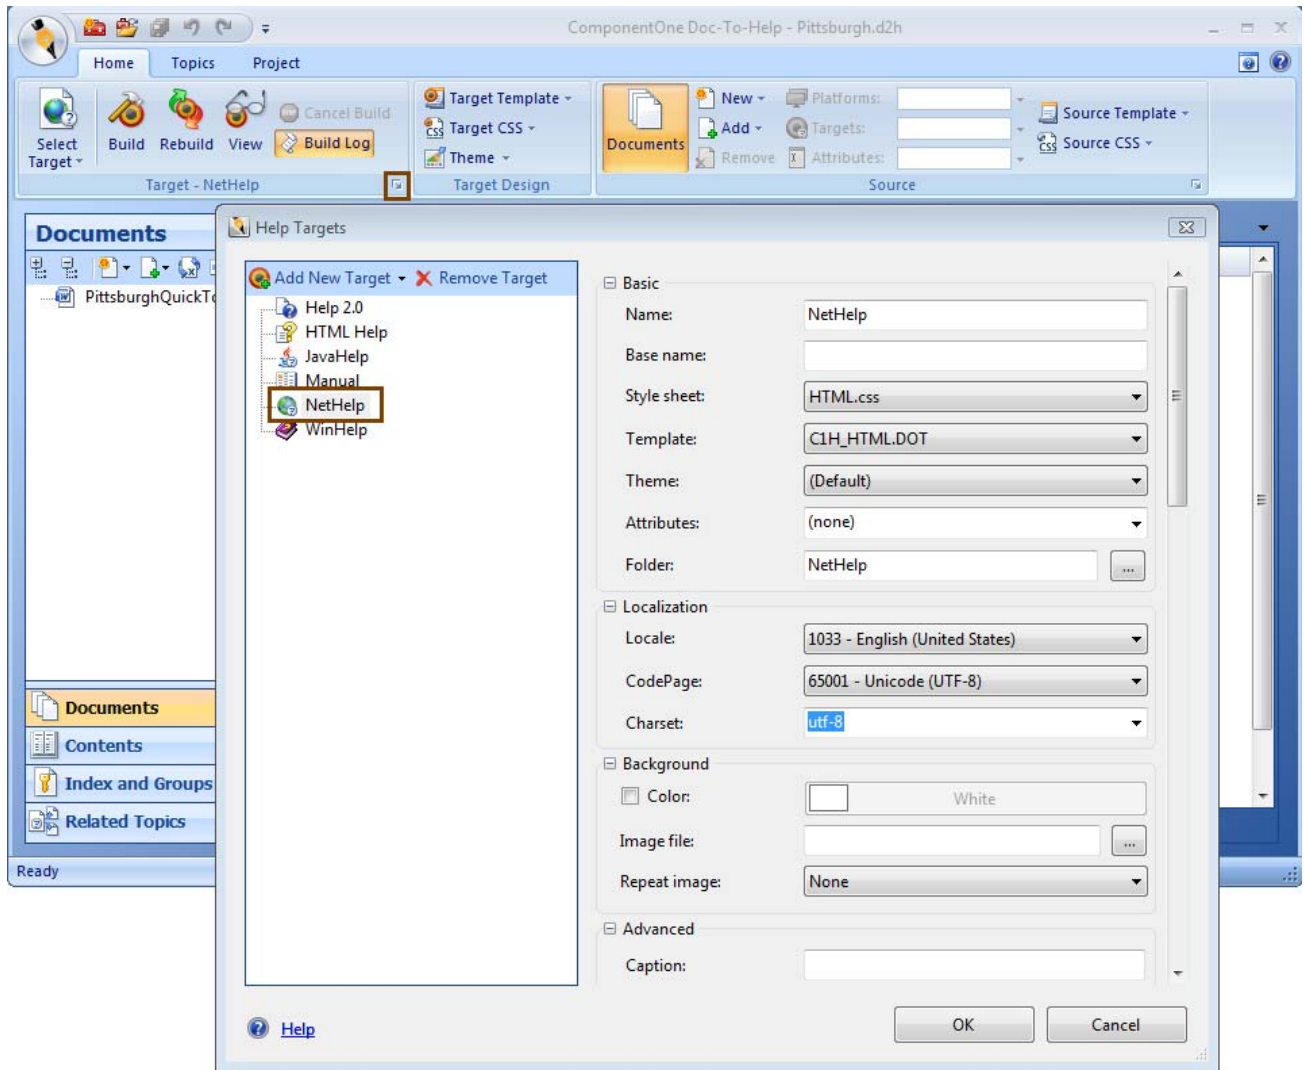 ComponentOne Doc-To-Help - Pittsburgh.d2h
Home Topics Project
Select Target
Build
Rebuild
View
Cancel Build
Build Log
Target - NetHelp
Target Template
Target CSS
Theme
Target Design
Documents
New
Add
Remove
Platforms:
Targets:
Attributes:
Source Template
Source CSS
Source
Documents
PittsburghQuickTo
Documents
Contents
Index and Groups
Related Topics
Ready
Help Targets
Add New Target Remove Target
Help 2.0
HTML Help
JavaHelp
Manual
NetHelp
WinHelp
Basic
Name: NetHelp
Base name:
Style sheet: HTML.css
Template: C1H_HTML.DOT
Theme: (Default)
Attributes: (none)
Folder: NetHelp ...
Localization
Locale: 1033 - English (United States)
CodePage: 65001 - Unicode (UTF-8)
Charset: utf-8
Background
Color: White
Image file: ...
Repeat image: None
Advanced
Caption:
Help
OK Cancel